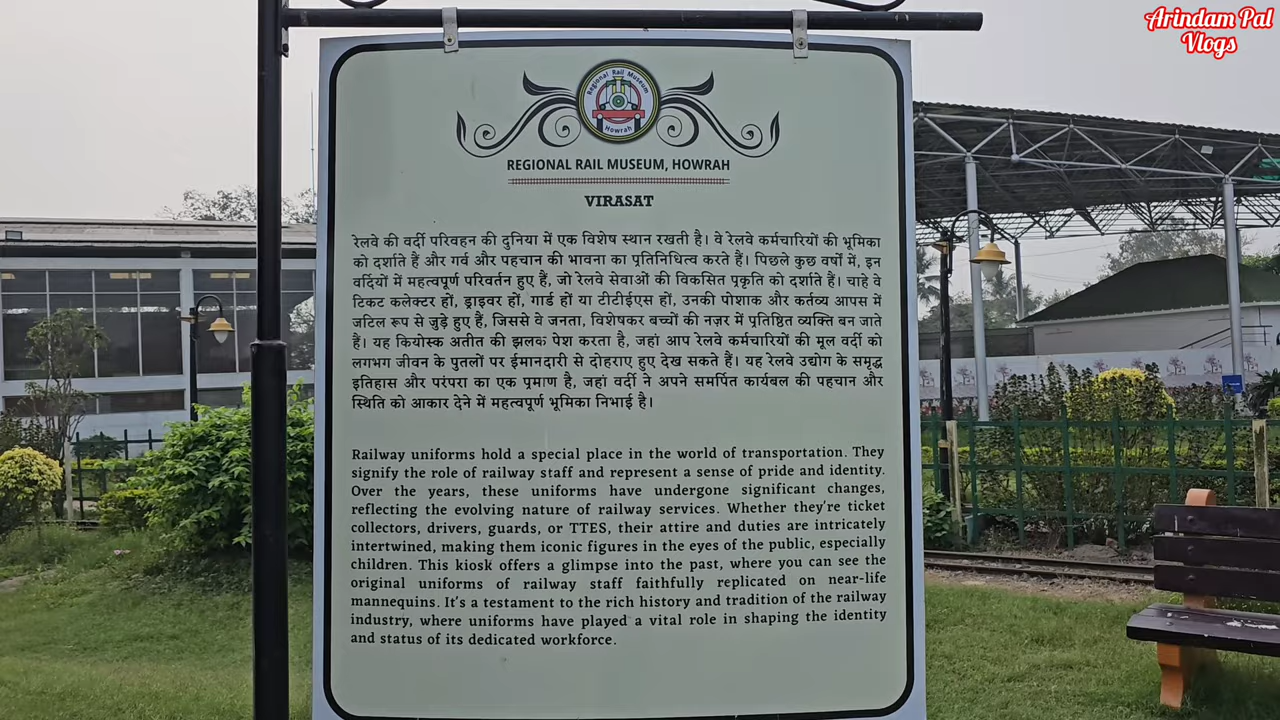 Arindam Pal
Vlogs
Regional Rail Museum
Howrah
REGIONAL RAIL MUSEUM, HOWRAH
VIRASAT
रेलवे की वर्दी परिवहन की दुनिया में एक विशेष स्थान रखती है। वे रेलवे कर्मचारियों की भूमिका
को दर्शाते हैं और गर्व और पहचान की भावना का प्रतिनिधित्व करते हैं। पिछले कुछ वर्षों में, इन
वर्दियों में महत्वपूर्ण परिवर्तन हुए हैं, जो रेलवे सेवाओं की विकसित प्रकृति को दर्शाते हैं। चाहे वे
टिकट कलेक्टर हों, ड्राइवर हों, गार्ड हों या टीटीईएस हों, उनकी पोशाक और कर्तव्य आपस में
जटिल रूप से जुड़े हुए हैं, जिससे वे जनता, विशेषकर बच्चों की नज़र में प्रतिष्ठित व्यक्ति बन जाते
हैं। यह कियोस्क अतीत की झलक पेश करता है, जहां आप रेलवे कर्मचारियों की मूल वर्दी को
लगभग जीवन के पुतलों पर ईमानदारी से दोहराए हुए देख सकते हैं। यह रेलवे उद्योग के समृद्ध
इतिहास और परंपरा का एक प्रमाण है, जहां वर्दी ने अपने समर्पित कार्यबल की पहचान और
स्थिति को आकार देने में महत्वपूर्ण भूमिका निभाई है।
Railway uniforms hold a special place in the world of transportation. They
signify the role of railway staff and represent a sense of pride and identity.
Over the years, these uniforms have undergone significant changes,
reflecting the evolving nature of railway services. Whether they're ticket
collectors, drivers, guards, or TTES, their attire and duties are intricately
intertwined, making them iconic figures in the eyes of the public, especially
children. This kiosk offers a glimpse into the past, where you can see the
original uniforms of railway staff faithfully replicated on near-life
mannequins. It's a testament to the rich history and tradition of the railway
industry, where uniforms have played a vital role in shaping the identity
and status of its dedicated workforce.